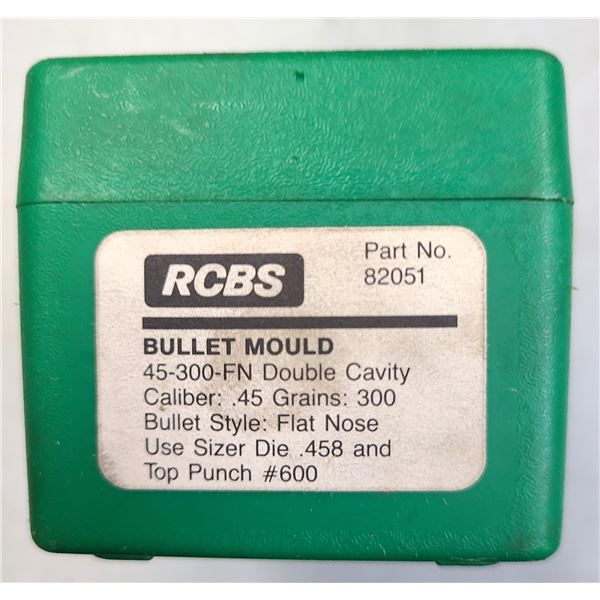 RCBS
Part No.
82051
BULLET MOULD
45-300-FN Double Cavity
Caliber: .45 Grains: 300
Bullet Style: Flat Nose
Use Sizer Die .458 and
Top Punch #600